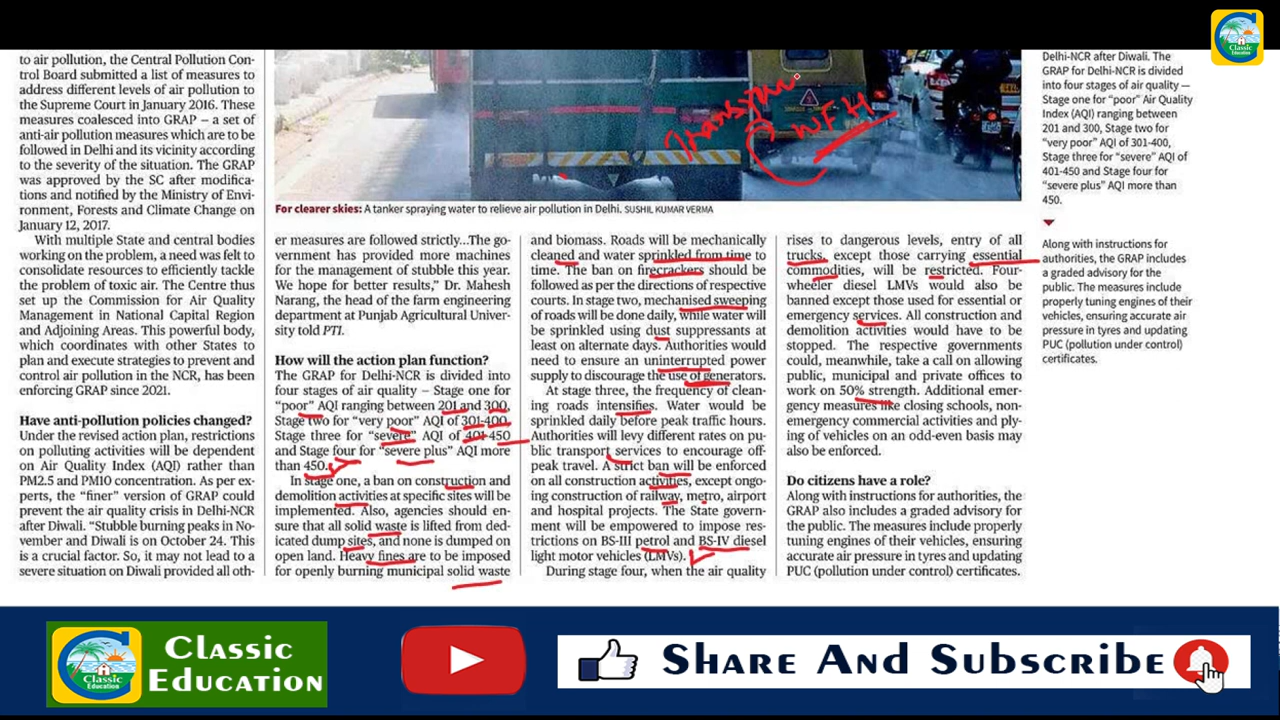 Classic
Education
to air pollution, the Central Pollution Con-
trol Board submitted a list of measures to
address different levels of air pollution to
the Supreme Court in January 2016. These
measures coalesced into GRAP – a set of
anti-air pollution measures which are to be
followed in Delhi and its vicinity according
to the severity of the situation. The GRAP
was approved by the SC after modifica-
tions and notified by the Ministry of Envi-
ronment, Forests and Climate Change on
January 12, 2017.
With multiple State and central bodies
working on the problem, a need was felt to
consolidate resources to efficiently tackle
the problem of toxic air. The Centre thus
set up the Commission for Air Quality
Management in National Capital Region
and Adjoining Areas. This powerful body,
which coordinates with other States to
plan and execute strategies to prevent and
control air pollution in the NCR, has been
enforcing GRAP since 2021.
Have anti-pollution policies changed?
Under the revised action plan, restrictions
on polluting activities will be dependent
on Air Quality Index (AQI) rather than
PM2.5 and PM10 concentration. As per ex-
perts, the “finer” version of GRAP could
prevent the air quality crisis in Delhi-NCR
after Diwali. “Stubble burning peaks in No-
vember and Diwali is on October 24. This
is a crucial factor. So, it may not lead to a
severe situation on Diwali provided all oth-
WFH
For clearer skies: A tanker spraying water to relieve air pollution in Delhi. SUSHIL KUMAR VERMA
er measures are followed strictly...The go-
vernment has provided more machines
for the management of stubble this year.
We hope for better results,” Dr. Mahesh
Narang, the head of the farm engineering
department at Punjab Agricultural Univer-
sity told PTI.
How will the action plan function?
The GRAP for Delhi-NCR is divided into
four stages of air quality – Stage one for
“poor” AQI ranging between 201 and 300,
Stage two for “very poor” AQI of 301-400,
Stage three for “severe” AQI of 401-450
and Stage four for “severe plus” AQI more
than 450.
In stage one, a ban on construction and
demolition activities at specific sites will be
implemented. Also, agencies should en-
sure that all solid waste is lifted from ded-
icated dump sites, and none is dumped on
open land. Heavy fines are to be imposed
for openly burning municipal solid waste
and biomass. Roads will be mechanically
cleaned and water sprinkled from time to
time. The ban on firecrackers should be
followed as per the directions of respective
courts. In stage two, mechanised sweeping
of roads will be done daily, while water will
be sprinkled using dust suppressants at
least on alternate days. Authorities would
need to ensure an uninterrupted power
supply to discourage the use of generators.
At stage three, the frequency of clean-
ing roads intensifies. Water would be
sprinkled daily before peak traffic hours.
Authorities will levy different rates on pu-
blic transport services to encourage off-
peak travel. A strict ban will be enforced
on all construction activities, except ongo-
ing construction of railway, metro, airport
and hospital projects. The State govern-
ment will be empowered to impose res-
trictions on BS-III petrol and BS-IV diesel
light motor vehicles (LMVs).
During stage four, when the air quality
rises to dangerous levels, entry of all
trucks, except those carrying essential
commodities, will be restricted. Four-
wheeler diesel LMVs would also be
banned except those used for essential or
emergency services. All construction and
demolition activities would have to be
stopped. The respective governments
could, meanwhile, take a call on allowing
public, municipal and private offices to
work on 50% strength. Additional emer-
gency measures like closing schools, non-
emergency commercial activities and ply-
ing of vehicles on an odd-even basis may
also be enforced.
Do citizens have a role?
Along with instructions for authorities, the
GRAP also includes a graded advisory for
the public. The measures include properly
tuning engines of their vehicles, ensuring
accurate air pressure in tyres and updating
PUC (pollution under control) certificates.
Delhi-NCR after Diwali. The
GRAP for Delhi-NCR is divided
into four stages of air quality —
Stage one for “poor” Air Quality
Index (AQI) ranging between
201 and 300, Stage two for
“very poor” AQI of 301-400,
Stage three for “severe” AQI of
401-450 and Stage four for
“severe plus” AQI more than
450.
Along with instructions for
authorities, the GRAP includes
a graded advisory for the
public. The measures include
properly tuning engines of their
vehicles, ensuring accurate air
pressure in tyres and updating
PUC (pollution under control)
certificates.
Classic
Education
Classic
Education
Share And Subscribe